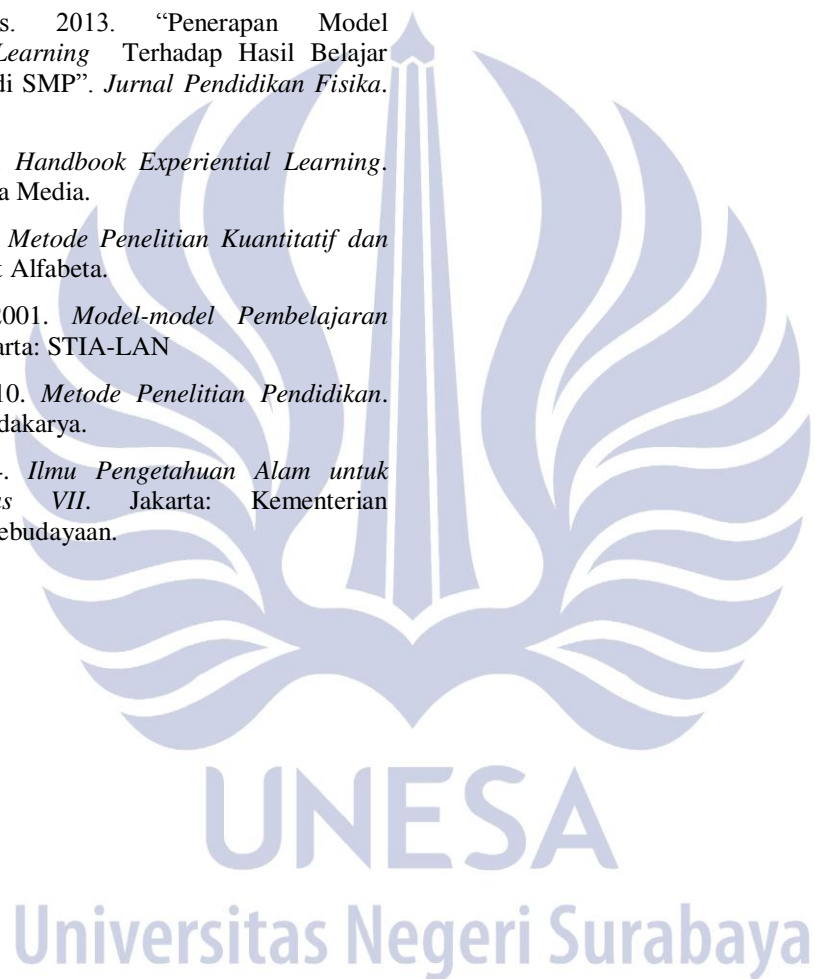 s. 2013. “Penerapan Model
Learning Terhadap Hasil Belajar
di SMP”. Jurnal Pendidikan Fisika.
Handbook Experiential Learning.
a Media.
Metode Penelitian Kuantitatif dan
t Alfabeta.
2001. Model-model Pembelajaran
arta: STIA-LAN
10. Metode Penelitian Pendidikan.
dakarya.
. Ilmu Pengetahuan Alam untuk
as VII. Jakarta: Kementerian
ebudayaan.
UNESA
Universitas Negeri Surabaya